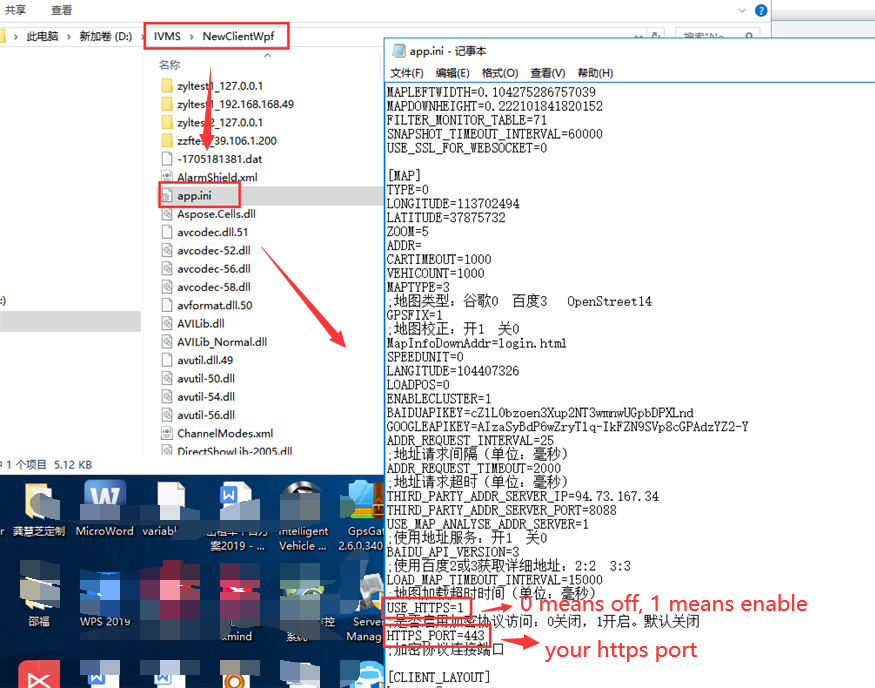 共享 查看
此电脑 › 新加卷 (D:) › IVMS › NewClientWpf
名称
zyltest1_127.0.0.1
zyltest1_192.168.168.49
zyltest2_127.0.0.1
39.106.1.200
-1705181381.dat
AlarmShield.xml
app.ini
Aspose.Cells.dll
avcodec.dll.51
avcodec-52.dll
avcodec-56.dll
avcodec-58.dll
avformat.dll.50
AVILib.dll
AVILib_Normal.dll
avutil.dll.49
avutil-50.dll
avutil-54.dll
avutil-56.dll
ChannelModes.xml
DirectShowLib-2005.dll
1 个项目 5.12 KB
app.ini - 记事本
文件(F) 编辑(E) 格式(O) 查看(V) 帮助(H)
MAPLEFTWIDTH=0.104275286757039
MAPDOWNHEIGHT=0.222101841820152
FILTER_MONITOR_TABLE=71
SNAPSHOT_TIMEOUT_INTERVAL=60000
USE_SSL_FOR_WEBSOCKET=0
[MAP]
TYPE=0
LONGITUDE=113702494
LATITUDE=37875732
ZOOM=5
ADDR=
CARTIMEOUT=1000
VEHICOUNT=1000
MAPTYPE=3
;地图类型：谷歌0 百度3 OpenStreet4
GPSFIX=1
;地图校正：开1 关0
MapInfoDownAddr=login.html
SPEEDUNIT=0
LANGITUDE=104407326
LOADPOS=0
ENABLECLUSTER=1
BAIDUAPIKEY=cZ1L0bzoen3Xup2NT3wmnwUGpbDPXLnd
GOOGLEAPIKEY=AIzaSyBdP6wZryT1q-IkFZN9SVp8cGPAdzYZ2-Y
ADDR_REQUEST_INTERVAL=25
;地址请求间隔（单位：毫秒）
ADDR_REQUEST_TIMEOUT=2000
;地址请求超时（单位：毫秒）
THIRD_PARTY_ADDR_SERVER_IP=94.73.167.34
THIRD_PARTY_ADDR_SERVER_PORT=8088
USE_MAP_ANALYSE_ADDR_SERVER=1
;使用地址服务：开1 关0
BAIDU_API_VERSION=3
;使用百度2或3获取详细地址：2:2 3:3
LOAD_MAP_TIMEOUT_INTERVAL=15000
;地图加载超时时间（单位：毫秒）
USE_HTTPS=1
0 means off, 1 means enable
;是否启用加密协议访问：0关闭，1开启。默认关闭
HTTPS_PORT=443
your https port
;加密协议连接端口
[CLIENT_LAYOUT]
龚慧芝定制
MicroWord
方案2019 - ...
Intelligent
Vehicle ...
2.6.0.340
邵福
WPS 2019
系统
Server